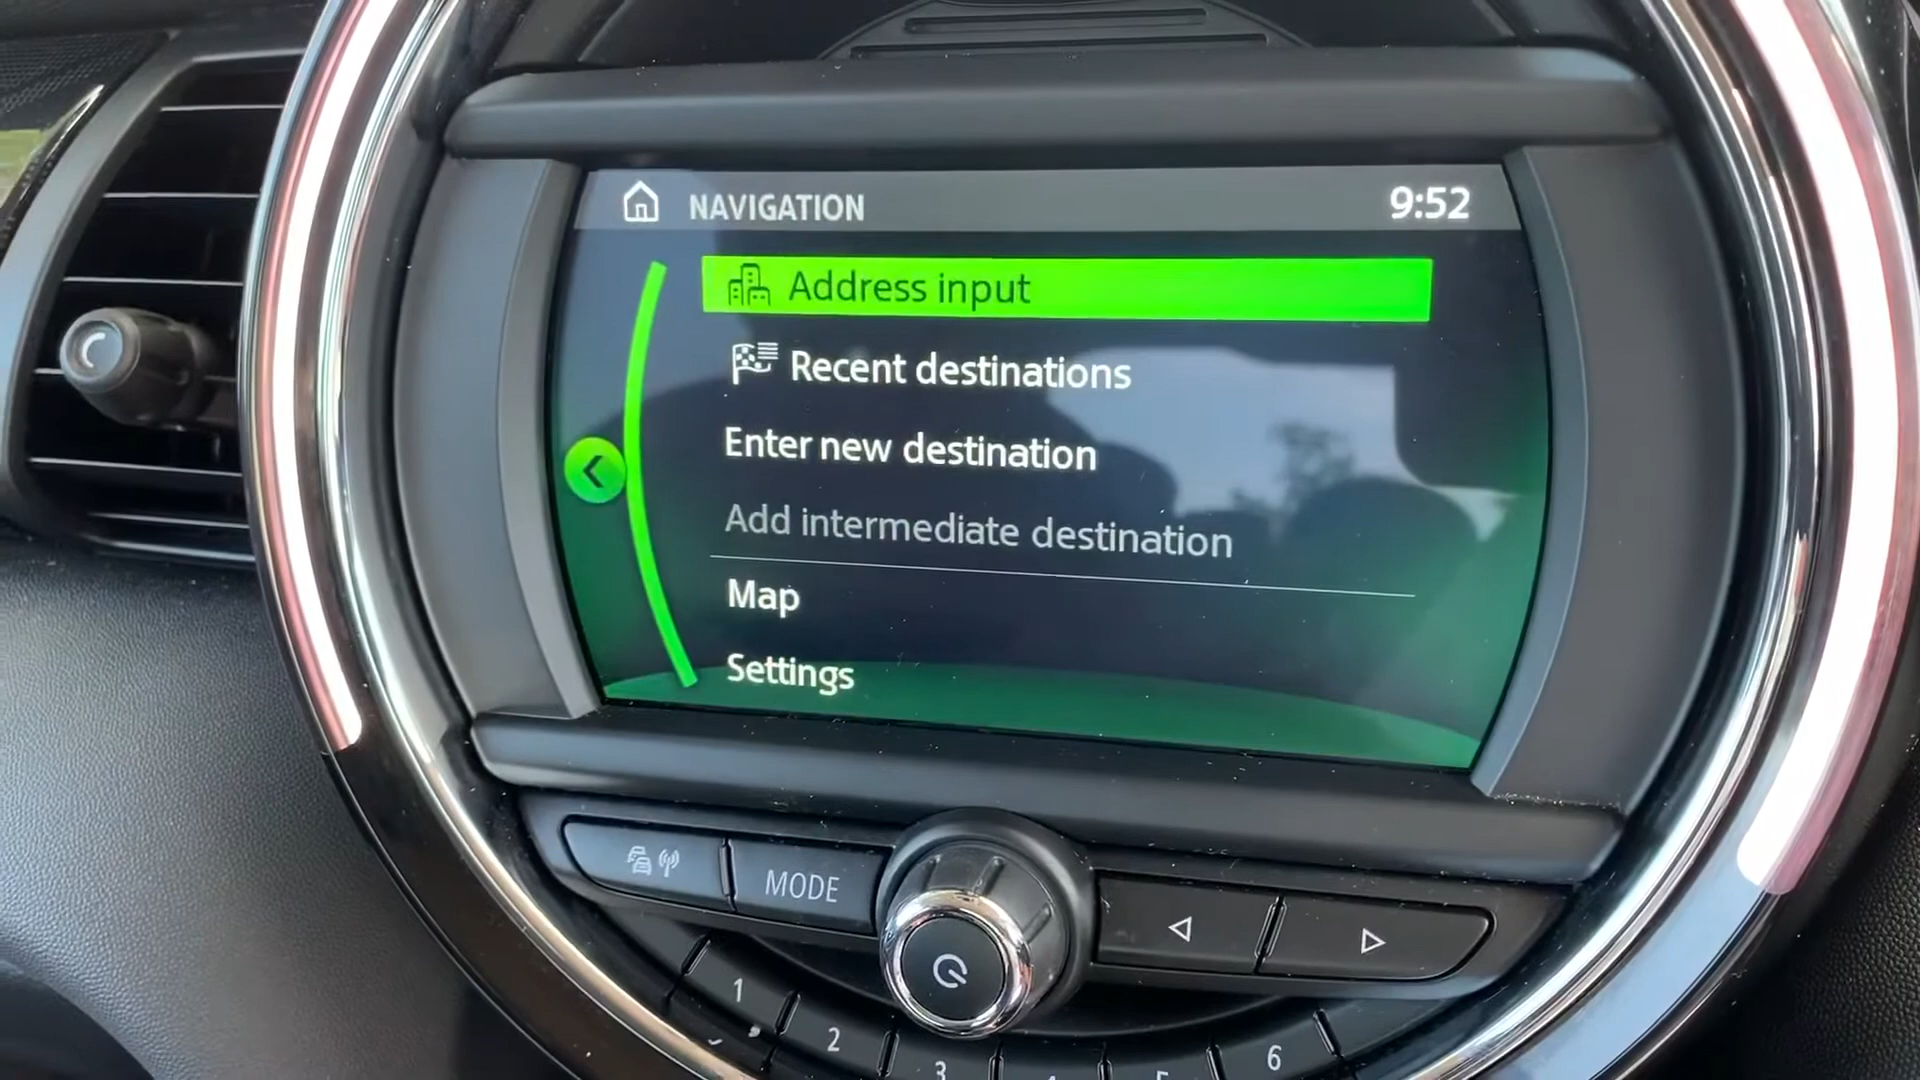 NAVIGATION 9:52
Address input
Recent destinations
Enter new destination
Add intermediate destination
Map
Settings
MODE
1
2
3
6